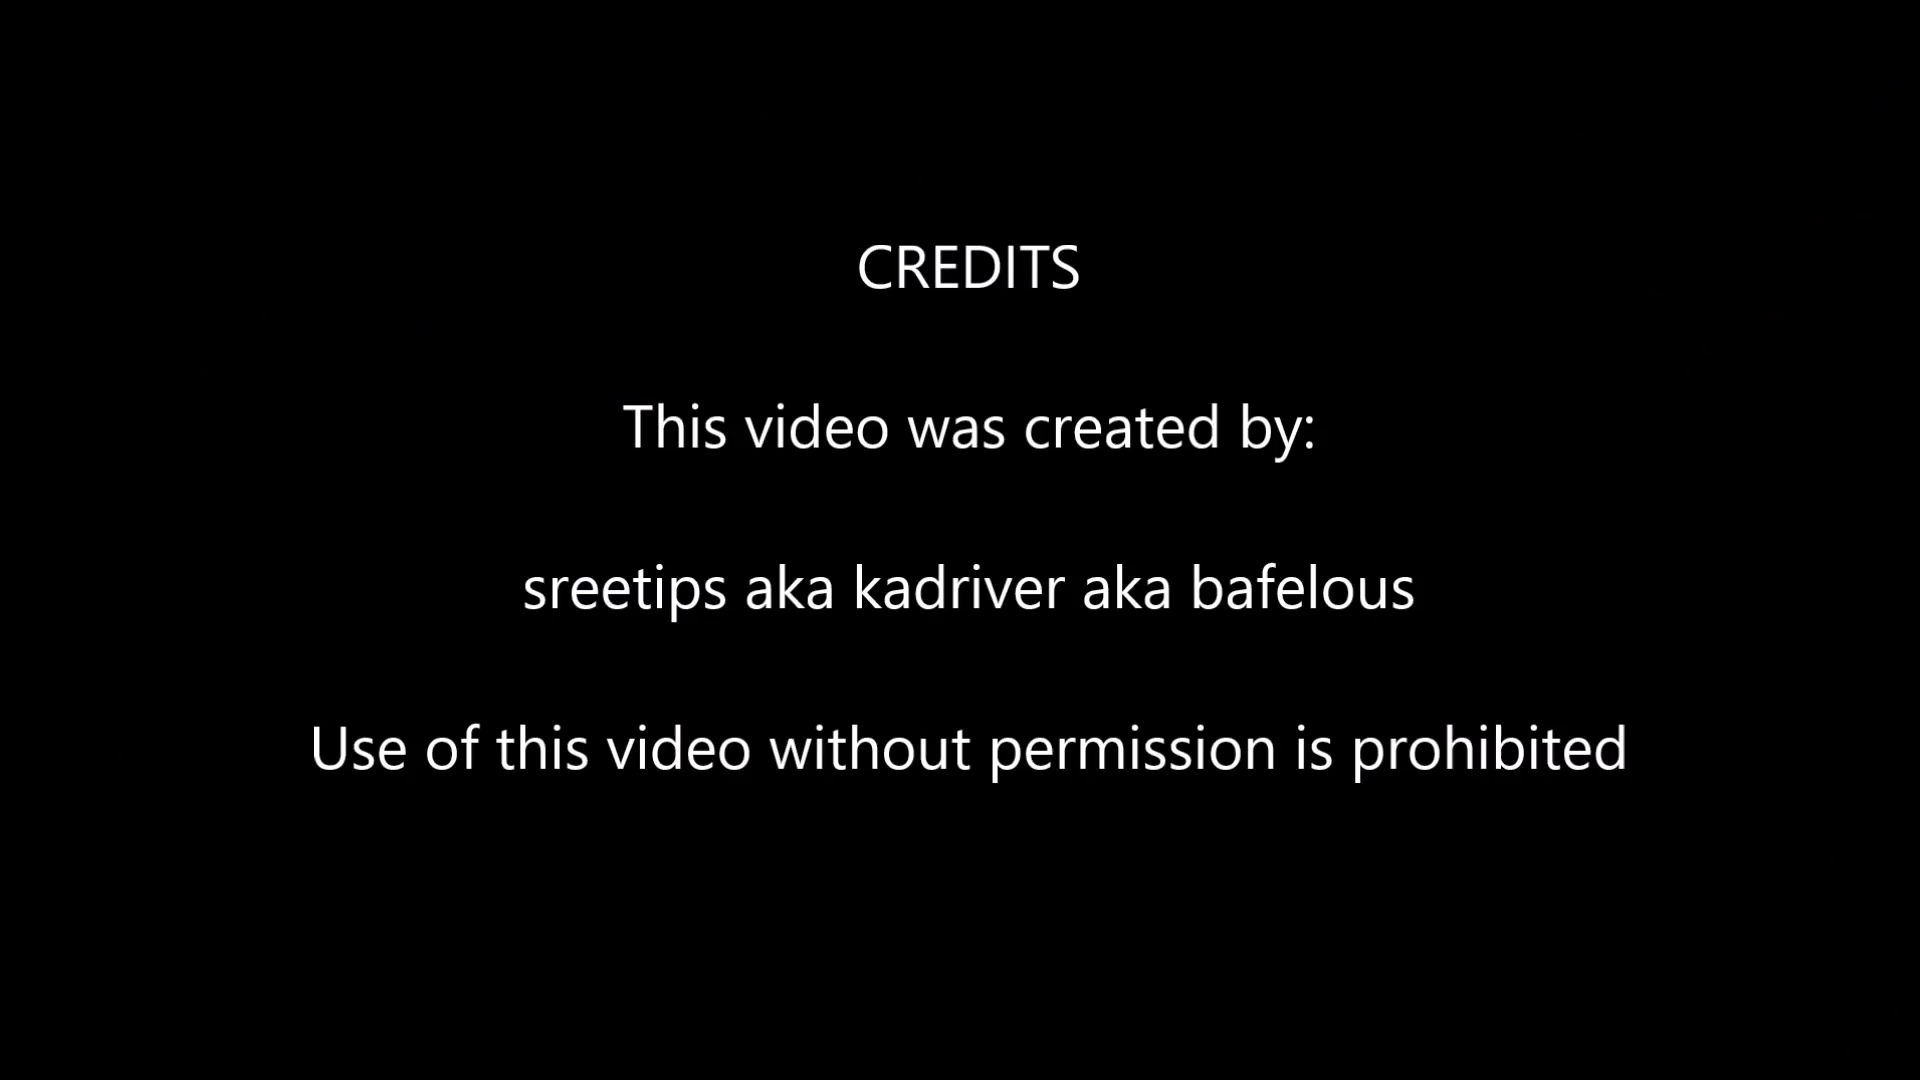 CREDITS
This video was created by:
sreetips aka kadriver aka bafelous
Use of this video without permission is prohibited